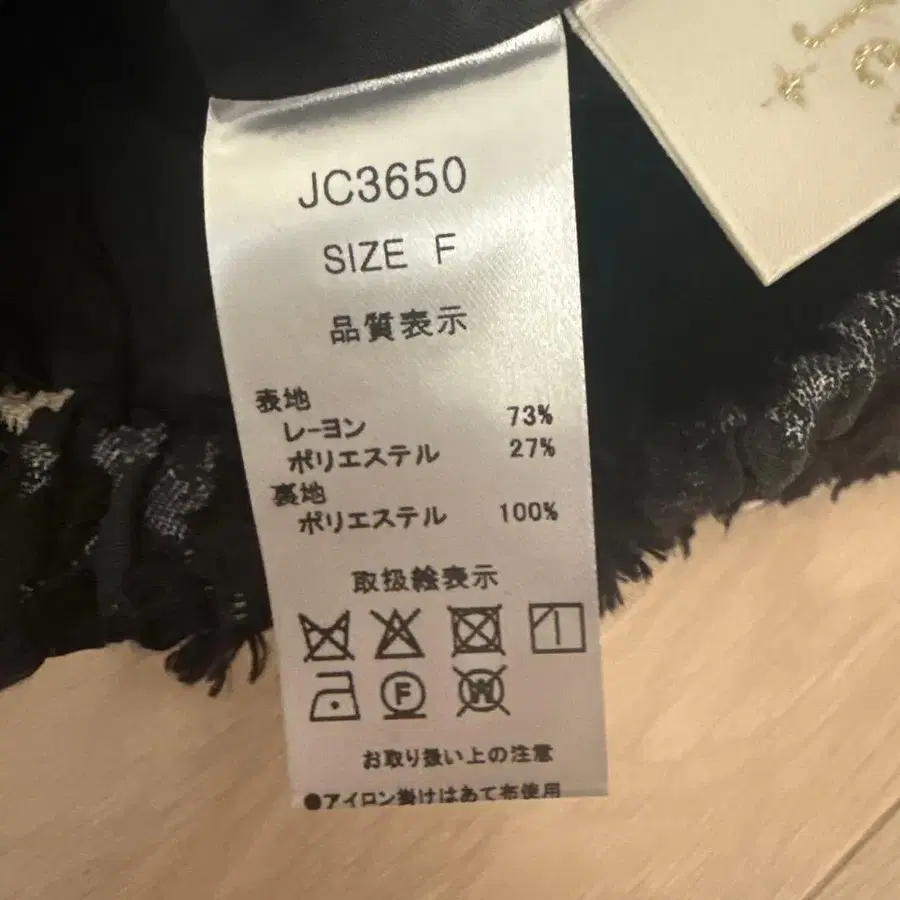 JC3650
SIZE F
品質表示
表地
レーヨン 73%
ポリエステル 27%
裏地
ポリエステル 100%
取扱絵表示
F W
お取り扱い上の注意
●アイロン掛けはあて布使用